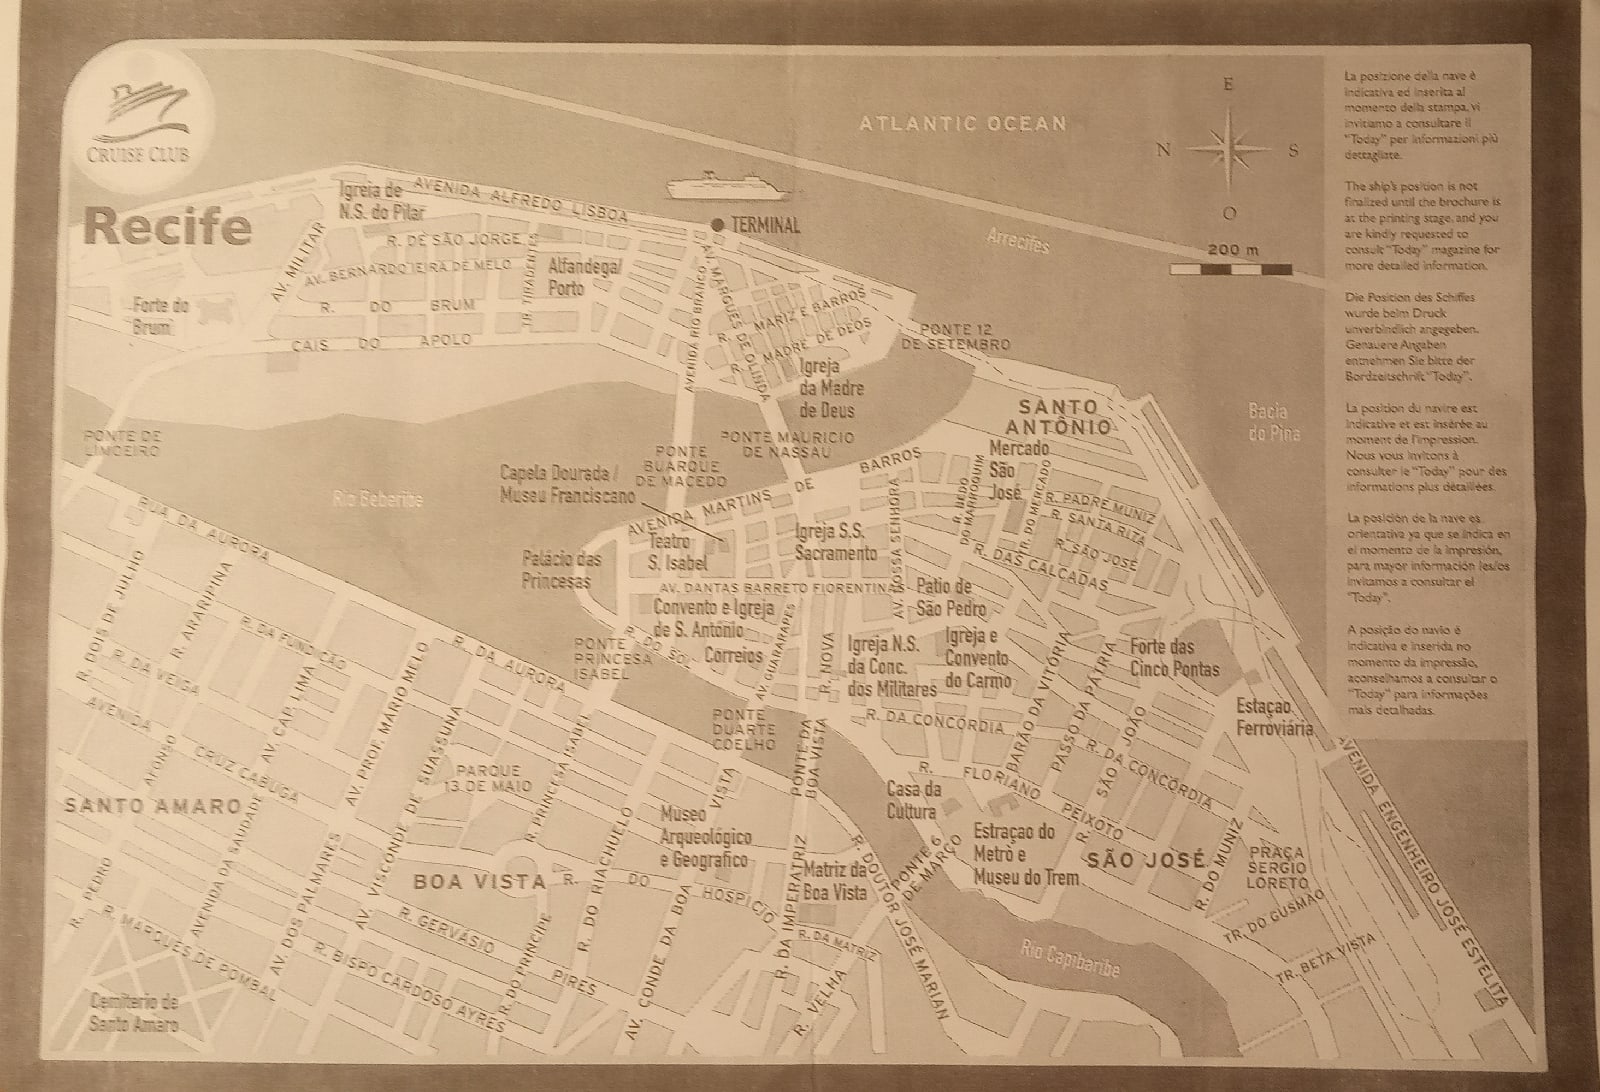 CRUISE CLUB
Recife
ATLANTIC OCEAN
E
N
S
O
200 m
Arrecifes
TERMINAL
Igreja de
N.S. do Pilar
AVENIDA ALFREDO LISBOA
R. DE SÃO JORGE
AV. MILITAR
R. DO BRUM
CAIS DO APOLO
Forte do
Brum
Alfandega/
Porto
AVENIDA RIO BRANCO
AV. MARQUES DE OLINDA
R. MARIZ E BARROS
R. MADRE DE DEOS
Igreja
da Madre
de Deus
PONTE 12
DE SETEMBRO
PONTE DE
LIMOEIRO
Rio Bebaribe
PONTE
BUARQUE
DE MACEDO
PONTE MAURICIO
DE NASSAU
Capela Dourada /
Museu Franciscano
AVENIDA MARTINS DE BARROS
SANTO
ANTÔNIO
Mercado
São
José
Bacia
do Pina
R. DO MERCADO
R. PADRE MUNIZ
R. SANTA RIZA
R. SÃO JOSÉ
R. DAS CALÇADAS
Teatro
S. Isabel
Igreja S.S.
Sacramento
Palácio das
Princesas
AV. DANTAS BARRETO FIORENTINAS
Convento e Igreja
de S. Antônio
Correios
R. DO SOL
AV. GUARARAPES
R. NOVA
Patio de
São Pedro
Igreja N.S.
da Conc.
dos Militares
Igreja e
Convento
do Carmo
Forte das
Cinco Pontas
Estaçao
Ferroviária
PONTE
PRINCESA
ISABEL
PONTE
DUARTE
COELHO
PONTE DA
BOA VISTA
R. DA CONCÓRDIA
BARÃO DA VITÓRIA
PASSO DA PÁTRIA
SÃO JOÃO
R. DA CONCÓRDIA
R. FLORIANO PEIXOTO
Casa da
Cultura
Estraçao do
Metrô e
Museu do Trem
SÃO JOSÉ
R. DO MUNIZ
PRAÇA
SERGIO
LORETO
TR. DO GUSMÃO
TR. BETA VISTA
AVENIDA ENGENHEIRO JOSÉ ESTELITA
PONTE 6
DE MARÇO
Rio Capibaribe
RUA DA AURORA
R. DA AURORA
R. DOIS DE JULHO
R. ARARIPINA
R. DA FUNDIÇÃO
R. DA VEIGA
AVENIDA CRUZ CABUGA
AFONSO
AV. CAP. LIMA
AV. PROF. MÁRIO MELO
AV. VISCONDE DE SUASSUNA
PARQUE
13 DE MAIO
R. PRINCESA ISABEL
SANTO AMARO
AVENIDA DA SAUDADE
AV. DOS PALMARES
R. PEDRO
R. MARQUES DE POMBAL
Cemiterio de
Santo Amaro
BOA VISTA
R. DO HOSPICIO
R. DO RIACHUELO
Museo
Arqueológico
e Geografico
R. GERVÁSIO PIRES
R. BISPO CARDOSO AYRES
R. DO PRINCIPE
AV. CONDE DA BOA VISTA
R. DA IMPERATRIZ
Matriz da
Boa Vista
R. DA MATRIZ
R. VELHA
R. DOUTOR JOSÉ MARIAN
La posizione della nave è
indicativa ed inserita al
momento della stampa, vi
invitiamo a consultare il
"Today" per informazioni più
dettagliate.
The ship's position is not
finalized until the brochure is
at the printing stage, and you
are kindly requested to
consult "Today" magazine for
more detailed information.
Die Position des Schiffes
wurde beim Druck
unverbindlich angegeben.
Genauere Angaben
entnehmen Sie bitte der
Bordzeitschrift "Today".
La position du navire est
indicative et est insérée au
moment de l'impression.
Nous vous invitons à
consulter le "Today" pour des
informations plus détaillées.
La posición de la nave es
orientativa ya que se indica en
el momento de la impresión,
para mayor información les/os
invitamos a consultar el
"Today".
A posição do navio é
indicativa e inserida no
momento da impressão,
aconselhamos a consultar o
"Today" para informações
mais detalhadas.